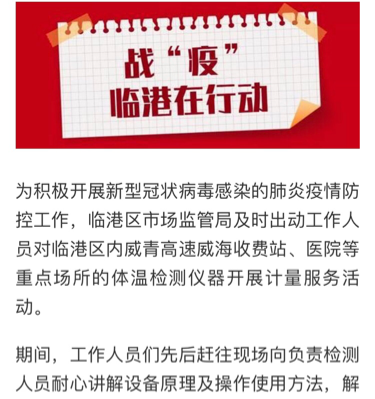 战“疫”
临港在行动
为积极开展新型冠状病毒感染的肺炎疫情防
控工作，临港区市场监管局及时出动工作人
员对临港区内威青高速威海收费站、医院等
重点场所的体温检测仪器开展计量服务活
动。
期间，工作人员们先后赶往现场向负责检测
人员耐心讲解设备原理及操作使用方法，解